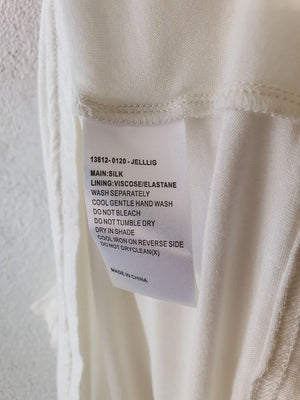 13812-0120-JELLLIG
MAIN:SILK
LINING:VISCOSE/ELASTANE
WASH SEPARATELY
COOL GENTLE HAND WASH
DO NOT BLEACH
DO NOT TUMBLE DRY
DRY IN SHADE
COOL IRON ON REVERSE SIDE
DO NOT DRYCLEAN(X)
MADE IN CHINA